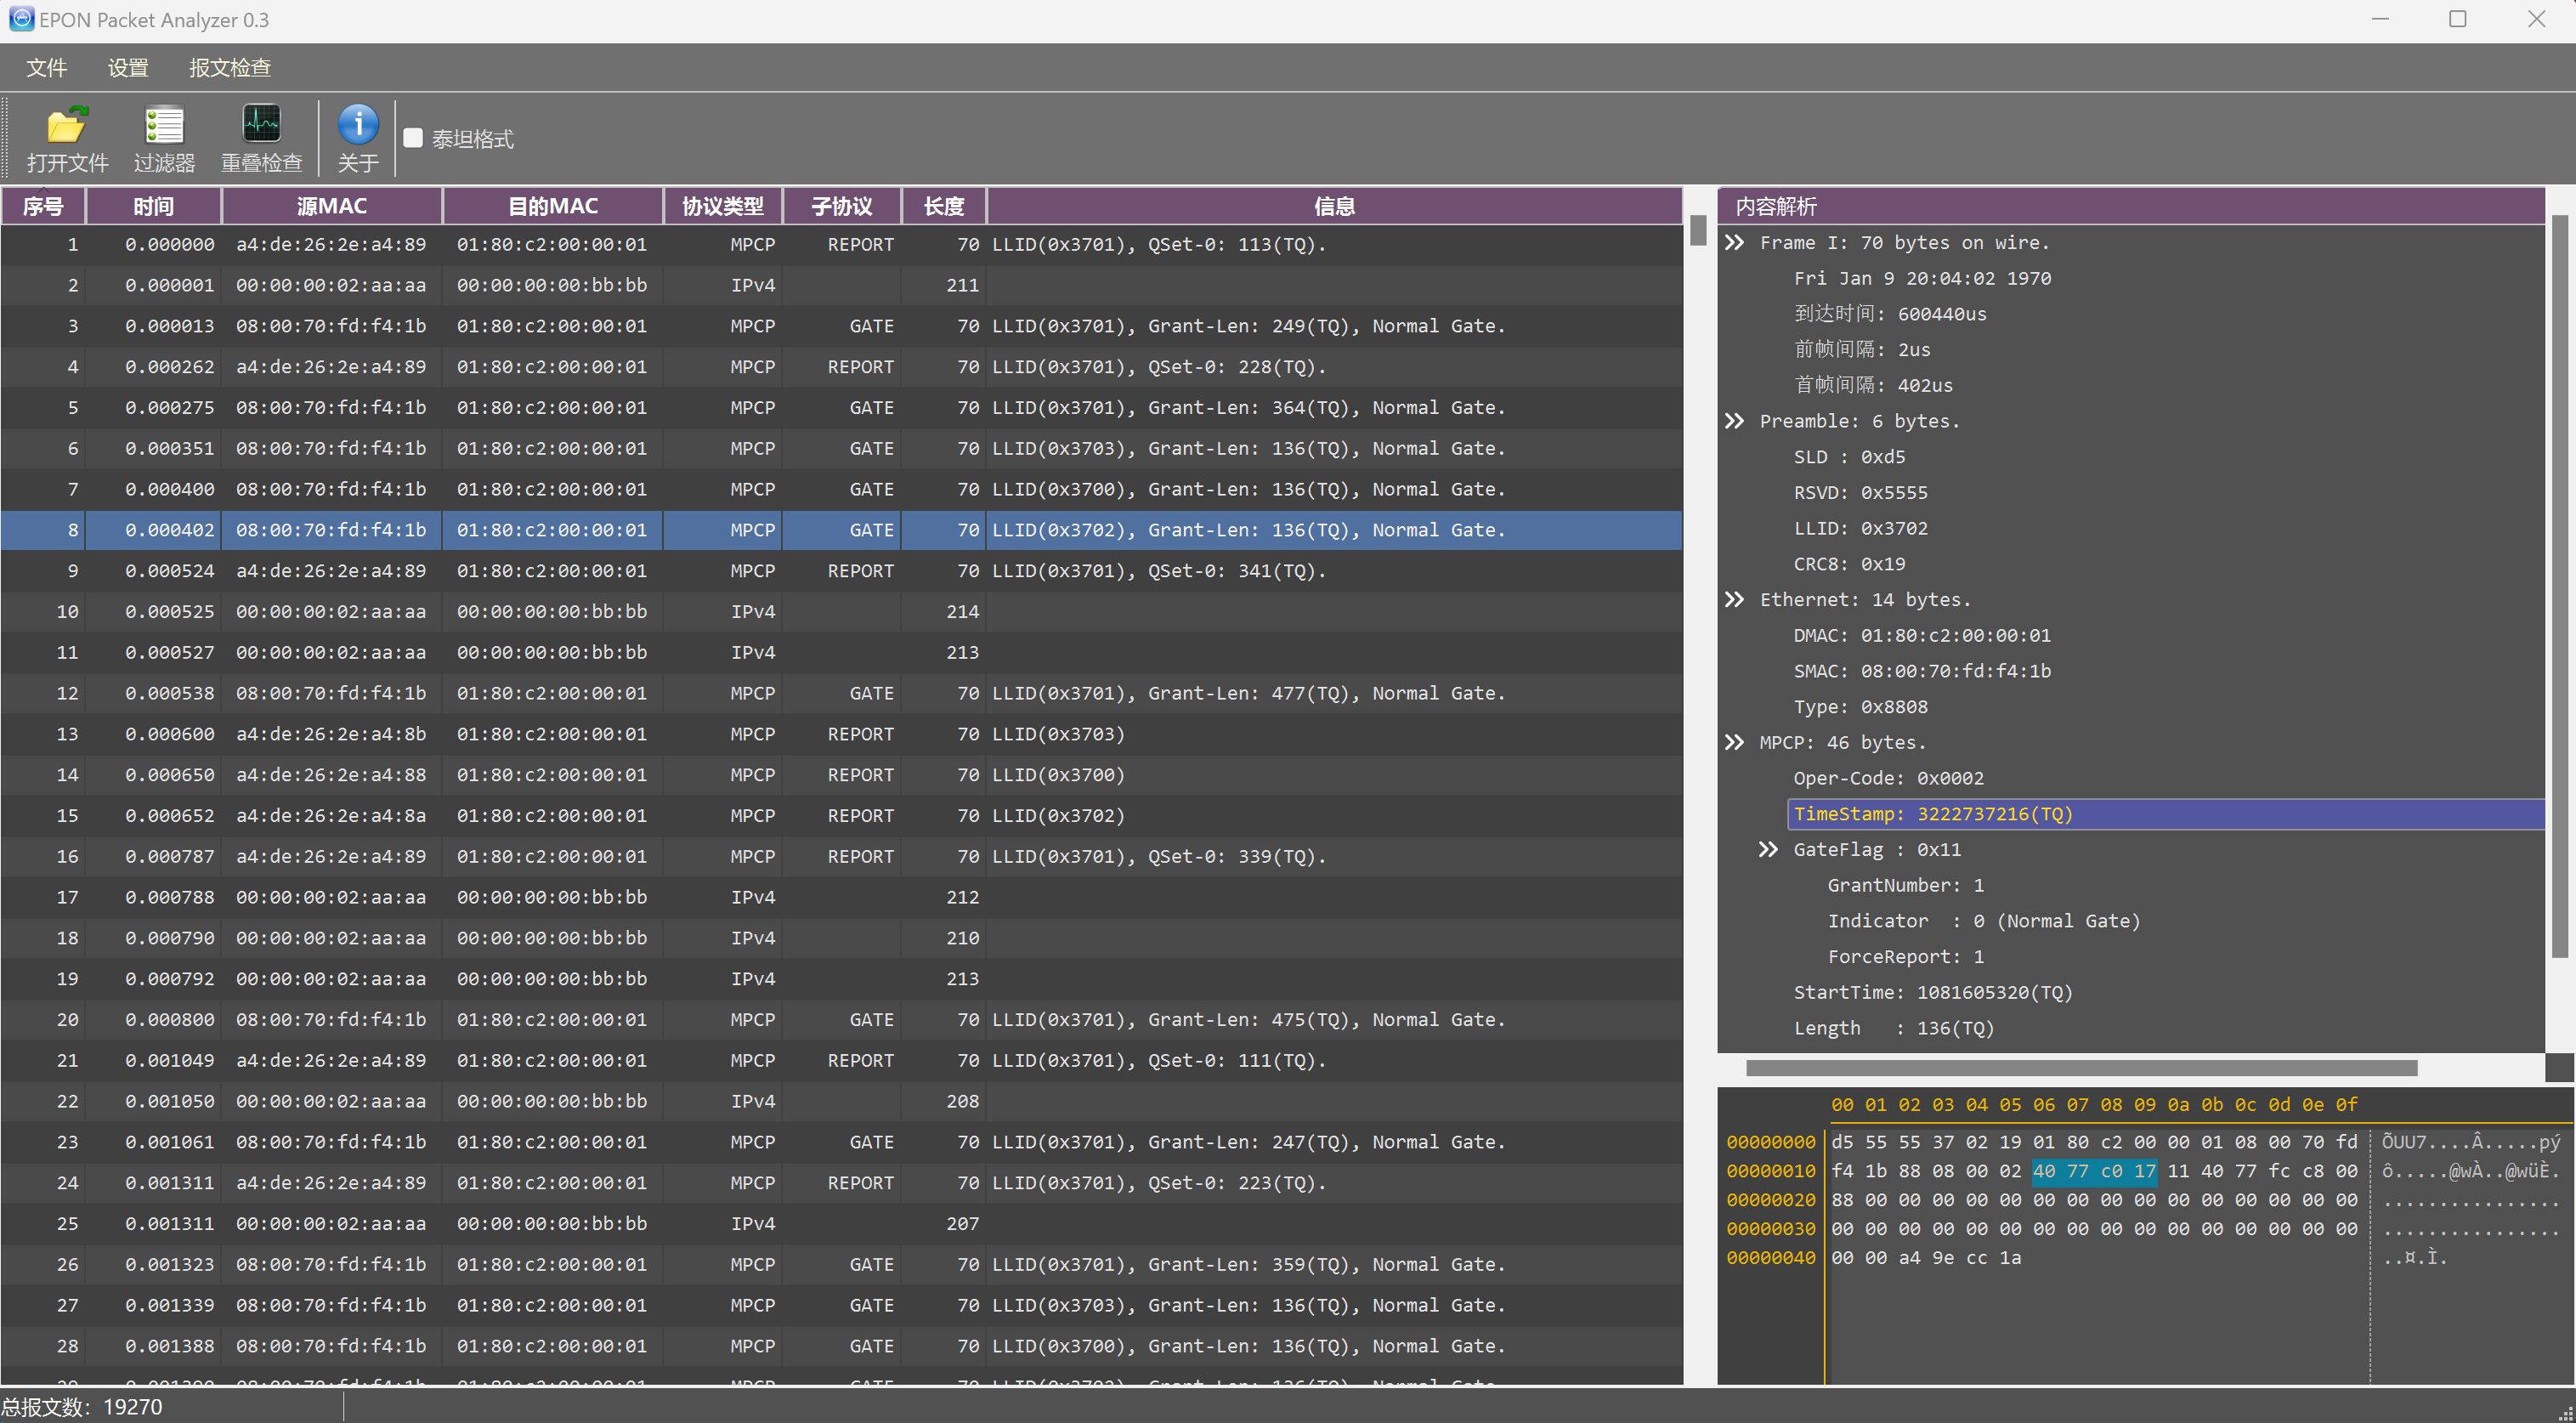 EPON Packet Analyzer 0.3
文件 设置 报文检查
打开文件 过滤器 重叠检查 关于 泰坦格式
序号 时间 源MAC 目的MAC 协议类型 子协议 长度 信息
1 0.000000 a4:de:26:2e:a4:89 01:80:c2:00:00:01 MPCP REPORT 70 LLID(0x3701), QSet-0: 113(TQ).
2 0.000001 00:00:00:02:aa:aa 00:00:00:00:bb:bb IPv4 211
3 0.000013 08:00:70:fd:f4:1b 01:80:c2:00:00:01 MPCP GATE 70 LLID(0x3701), Grant-Len: 249(TQ), Normal Gate.
4 0.000262 a4:de:26:2e:a4:89 01:80:c2:00:00:01 MPCP REPORT 70 LLID(0x3701), QSet-0: 228(TQ).
5 0.000275 08:00:70:fd:f4:1b 01:80:c2:00:00:01 MPCP GATE 70 LLID(0x3701), Grant-Len: 364(TQ), Normal Gate.
6 0.000351 08:00:70:fd:f4:1b 01:80:c2:00:00:01 MPCP GATE 70 LLID(0x3703), Grant-Len: 136(TQ), Normal Gate.
7 0.000400 08:00:70:fd:f4:1b 01:80:c2:00:00:01 MPCP GATE 70 LLID(0x3700), Grant-Len: 136(TQ), Normal Gate.
8 0.000402 08:00:70:fd:f4:1b 01:80:c2:00:00:01 MPCP GATE 70 LLID(0x3702), Grant-Len: 136(TQ), Normal Gate.
9 0.000524 a4:de:26:2e:a4:89 01:80:c2:00:00:01 MPCP REPORT 70 LLID(0x3701), QSet-0: 341(TQ).
10 0.000525 00:00:00:02:aa:aa 00:00:00:00:bb:bb IPv4 214
11 0.000527 00:00:00:02:aa:aa 00:00:00:00:bb:bb IPv4 213
12 0.000538 08:00:70:fd:f4:1b 01:80:c2:00:00:01 MPCP GATE 70 LLID(0x3701), Grant-Len: 477(TQ), Normal Gate.
13 0.000600 a4:de:26:2e:a4:8b 01:80:c2:00:00:01 MPCP REPORT 70 LLID(0x3703)
14 0.000650 a4:de:26:2e:a4:88 01:80:c2:00:00:01 MPCP REPORT 70 LLID(0x3700)
15 0.000652 a4:de:26:2e:a4:8a 01:80:c2:00:00:01 MPCP REPORT 70 LLID(0x3702)
16 0.000787 a4:de:26:2e:a4:89 01:80:c2:00:00:01 MPCP REPORT 70 LLID(0x3701), QSet-0: 339(TQ).
17 0.000788 00:00:00:02:aa:aa 00:00:00:00:bb:bb IPv4 212
18 0.000790 00:00:00:02:aa:aa 00:00:00:00:bb:bb IPv4 210
19 0.000792 00:00:00:02:aa:aa 00:00:00:00:bb:bb IPv4 213
20 0.000800 08:00:70:fd:f4:1b 01:80:c2:00:00:01 MPCP GATE 70 LLID(0x3701), Grant-Len: 475(TQ), Normal Gate.
21 0.001049 a4:de:26:2e:a4:89 01:80:c2:00:00:01 MPCP REPORT 70 LLID(0x3701), QSet-0: 111(TQ).
22 0.001050 00:00:00:02:aa:aa 00:00:00:00:bb:bb IPv4 208
23 0.001061 08:00:70:fd:f4:1b 01:80:c2:00:00:01 MPCP GATE 70 LLID(0x3701), Grant-Len: 247(TQ), Normal Gate.
24 0.001311 a4:de:26:2e:a4:89 01:80:c2:00:00:01 MPCP REPORT 70 LLID(0x3701), QSet-0: 223(TQ).
25 0.001311 00:00:00:02:aa:aa 00:00:00:00:bb:bb IPv4 207
26 0.001323 08:00:70:fd:f4:1b 01:80:c2:00:00:01 MPCP GATE 70 LLID(0x3701), Grant-Len: 359(TQ), Normal Gate.
27 0.001339 08:00:70:fd:f4:1b 01:80:c2:00:00:01 MPCP GATE 70 LLID(0x3703), Grant-Len: 136(TQ), Normal Gate.
28 0.001388 08:00:70:fd:f4:1b 01:80:c2:00:00:01 MPCP GATE 70 LLID(0x3700), Grant-Len: 136(TQ), Normal Gate.
内容解析
Frame I: 70 bytes on wire.
Fri Jan 9 20:04:02 1970
到达时间: 600440us
前帧间隔: 2us
首帧间隔: 402us
Preamble: 6 bytes.
SLD : 0xd5
RSVD: 0x5555
LLID: 0x3702
CRC8: 0x19
Ethernet: 14 bytes.
DMAC: 01:80:c2:00:00:01
SMAC: 08:00:70:fd:f4:1b
Type: 0x8808
MPCP: 46 bytes.
Oper-Code: 0x0002
TimeStamp: 3222737216(TQ)
GateFlag : 0x11
GrantNumber: 1
Indicator : 0 (Normal Gate)
ForceReport: 1
StartTime: 1081605320(TQ)
Length : 136(TQ)
00 01 02 03 04 05 06 07 08 09 0a 0b 0c 0d 0e 0f
00000000 d5 55 55 37 02 19 01 80 c2 00 00 01 08 00 70 fd ÕUU7....Â.....pý
00000010 f4 1b 88 08 00 02 40 77 c0 17 11 40 77 fc c8 00 ô.....@wÀ..@wüÈ.
00000020 88 00 00 00 00 00 00 00 00 00 00 00 00 00 00 00 ................
00000030 00 00 00 00 00 00 00 00 00 00 00 00 00 00 00 00 ................
00000040 00 00 a4 9e cc 1a ..¤.Ì.
总报文数: 19270